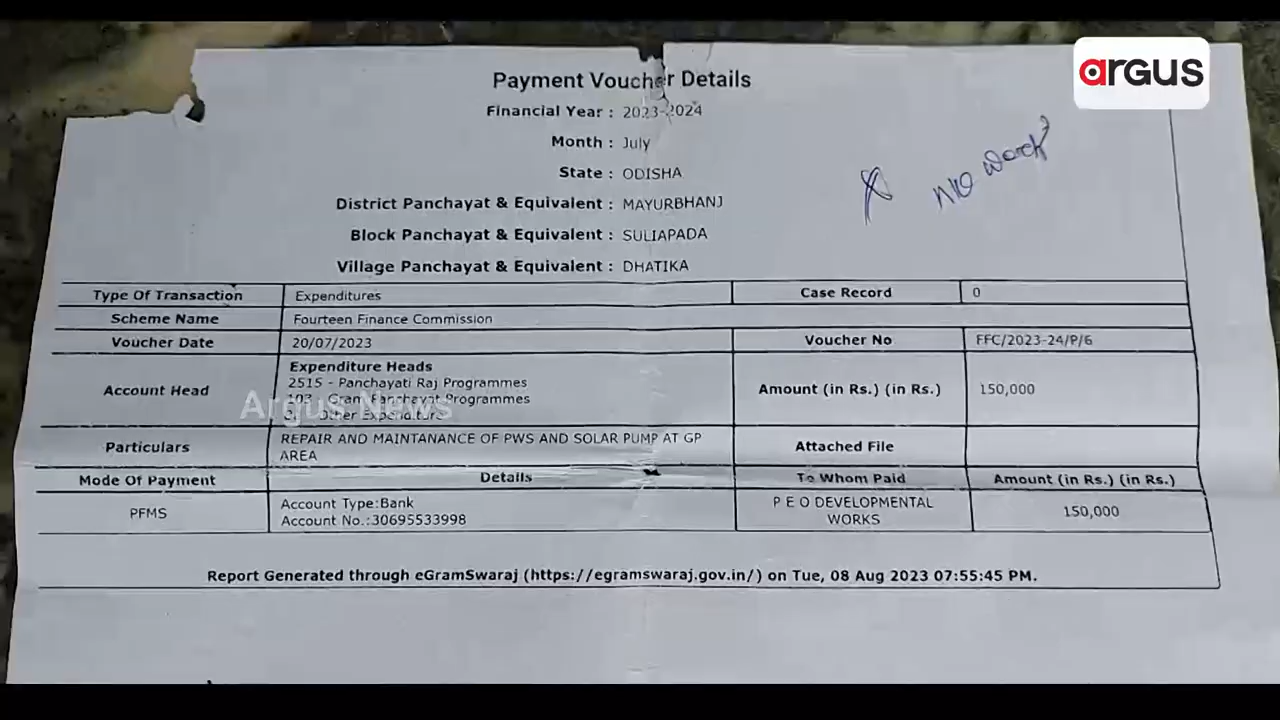 argus
Payment Voucher Details
Financial Year : 2023-2024
Month : July
State : ODISHA
District Panchayat & Equivalent : MAYURBHANJ
Block Panchayat & Equivalent : SULIAPADA
Village Panchayat & Equivalent : DHATIKA
NO work
Type Of Transaction Expenditures Case Record 0
Scheme Name Fourteen Finance Commission
Voucher Date 20/07/2023 Voucher No FFC/2023-24/P/6
Expenditure Heads
2515 - Panchayati Raj Programmes
Account Head Amount (in Rs.) (in Rs.) 150,000
Gram Panchayat Programmes
Other Expenditure
Argus News
REPAIR AND MAINTANANCE OF PWS AND SOLAR PUMP AT GP
Particulars Attached File
AREA
Mode Of Payment Details To Whom Paid Amount (in Rs.) (in Rs.)
Account Type:Bank P E O DEVELOPMENTAL
PFMS 150,000
Account No.:30695533998 WORKS
Report Generated through eGramSwaraj (https://egramswaraj.gov.in/) on Tue, 08 Aug 2023 07:55:45 PM.